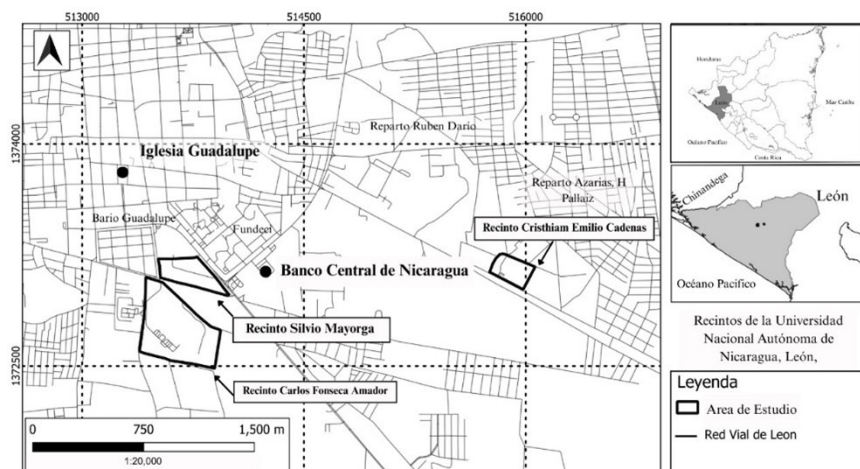 513000
514500
516000
1374000
1372500
Iglesia Guadalupe
Reparto Ruben Dario
Reparto Azarias, H
Pallaiz
Bario Guadalupe
Fundeci
Recinto Cristhiam Emilio Cadenas
Banco Central de Nicaragua
Recinto Silvio Mayorga
Recinto Carlos Fonseca Amador
0 750 1,500 m
1:20,000
Honduras
León
Mar Caribe
Océano Pacifico
Costa Rica
Chinandega
León
Océano Pacifico
Recintos de la Universidad
Nacional Autónoma de
Nicaragua, León,
Leyenda
Area de Estudio
Red Vial de Leon